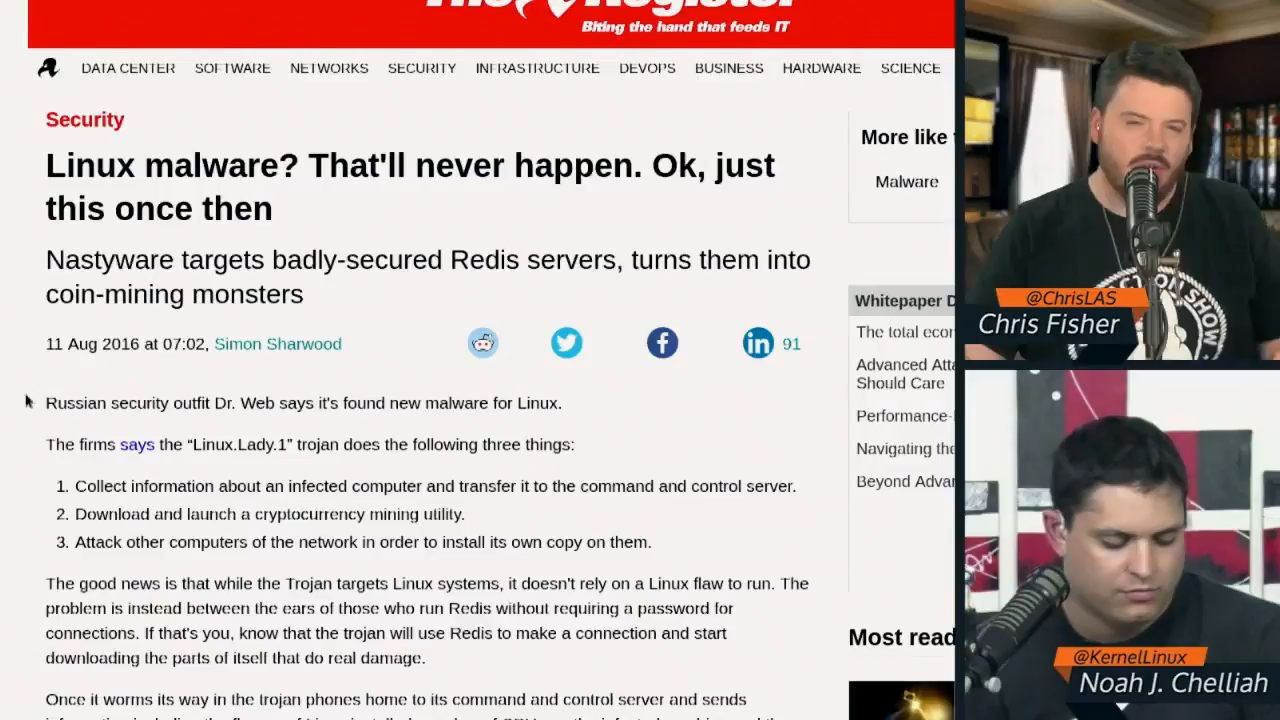 The Register
Biting the hand that feeds IT
DATA CENTER SOFTWARE NETWORKS SECURITY INFRASTRUCTURE DEVOPS BUSINESS HARDWARE SCIENCE
Security
Linux malware? That'll never happen. Ok, just
this once then
Nastyware targets badly-secured Redis servers, turns them into
coin-mining monsters
11 Aug 2016 at 07:02, Simon Sharwood
91
Russian security outfit Dr. Web says it's found new malware for Linux.
The firms says the “Linux.Lady.1” trojan does the following three things:
1. Collect information about an infected computer and transfer it to the command and control server.
2. Download and launch a cryptocurrency mining utility.
3. Attack other computers of the network in order to install its own copy on them.
The good news is that while the Trojan targets Linux systems, it doesn't rely on a Linux flaw to run. The
problem is instead between the ears of those who run Redis without requiring a password for
connections. If that's you, know that the trojan will use Redis to make a connection and start
downloading the parts of itself that do real damage.
Once it worms its way in the trojan phones home to its command and control server and sends
More like
Malware
Whitepaper D
The total econ
Advanced Atta
Should Care
Performance-
Navigating the
Beyond Advan
Most read
@ChrisLAS
Chris Fisher
CTION SHOW
@KernelLinux
Noah J. Chelliah